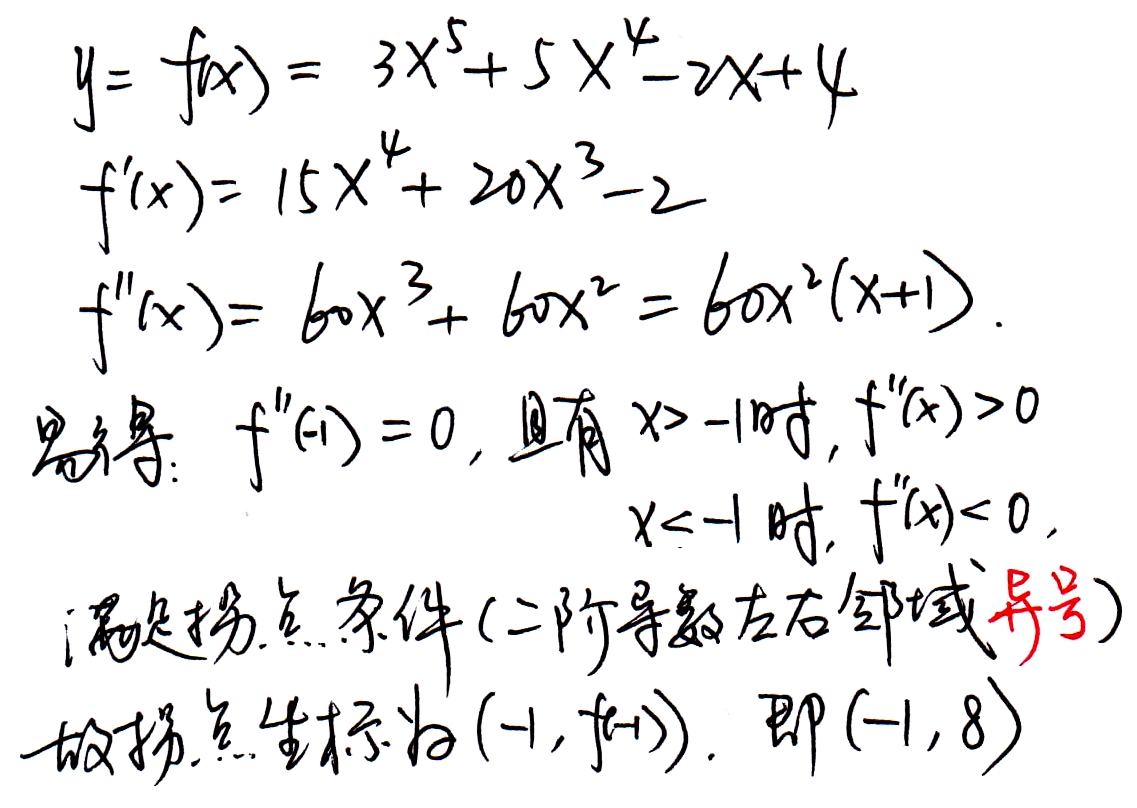 y = f(x) = 3x⁵ + 5x⁴ - 2x + 4
f'(x) = 15x⁴ + 20x³ - 2
f''(x) = 60x³ + 60x² = 60x²(x+1).
易得: f''(-1) = 0, 且有 x > -1时, f''(x) > 0
x < -1 时, f''(x) < 0,
满足拐点条件(二阶导数左右邻域异号)
故拐点坐标为(-1, f(-1)). 即(-1, 8)